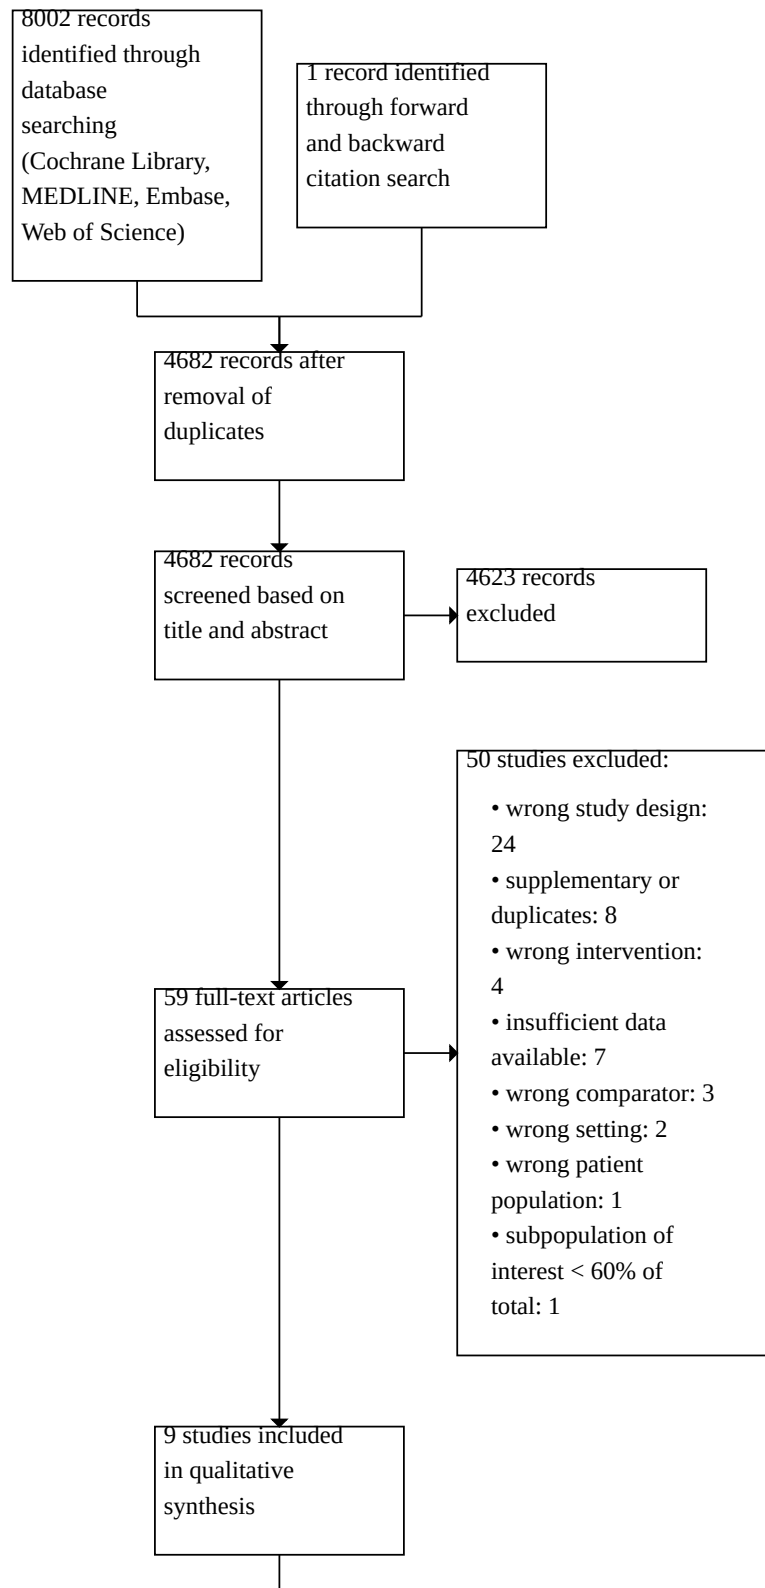 8002 records
identified through
database
searching
(Cochrane Library,
MEDLINE, Embase,
Web of Science)
1 record identified
through forward
and backward
citation search
4682 records after
removal of
duplicates
4682 records
screened based on
title and abstract
4623 records
excluded
50 studies excluded:
• wrong study design:
24
• supplementary or
duplicates: 8
• wrong intervention:
4
• insufficient data
available: 7
• wrong comparator: 3
• wrong setting: 2
• wrong patient
population: 1
• subpopulation of
interest < 60% of
total: 1
59 full-text articles
assessed for
eligibility
9 studies included
in qualitative
synthesis